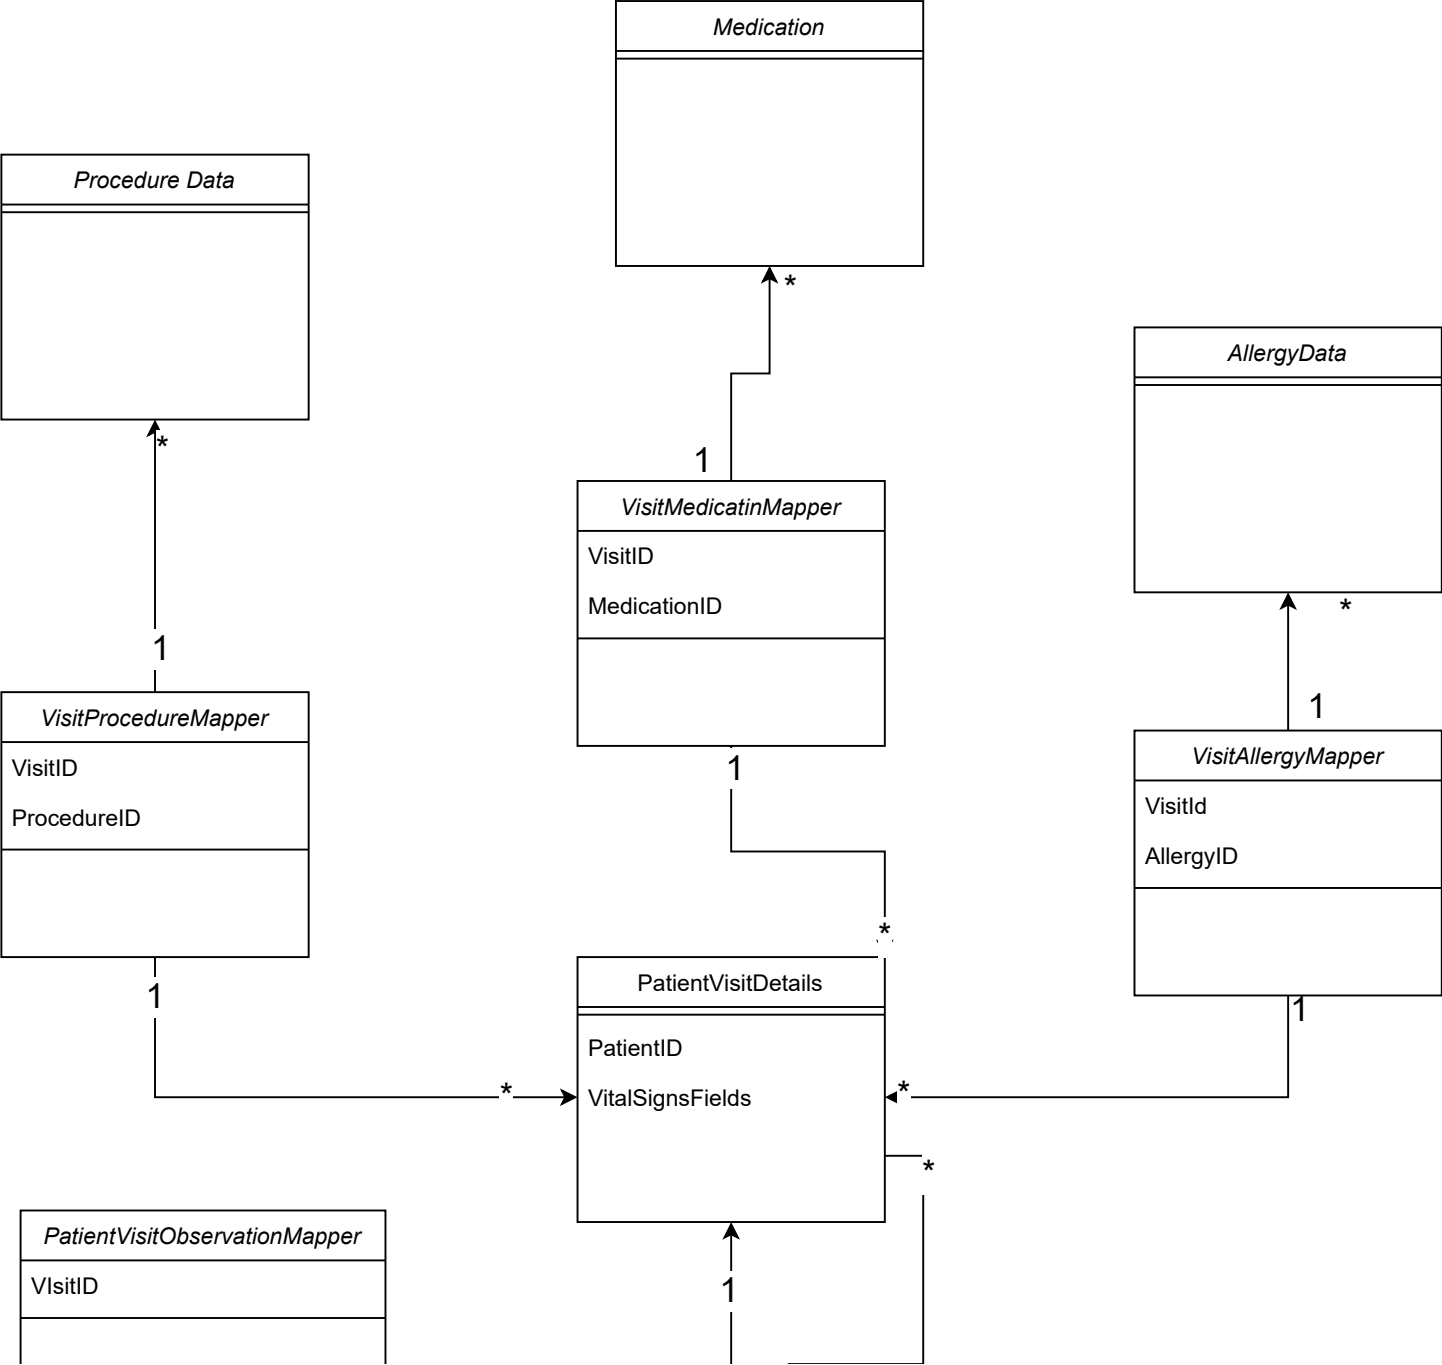 Medication
*
Procedure Data
*
AllergyData
*
1
VisitMedicatinMapper
VisitID
MedicationID
1
1
VisitProcedureMapper
VisitID
ProcedureID
1
1
VisitAllergyMapper
VisitId
AllergyID
1
*
PatientVisitDetails
PatientID
VitalSignsFields
*
*
*
1
PatientVisitObservationMapper
VIsitID
1